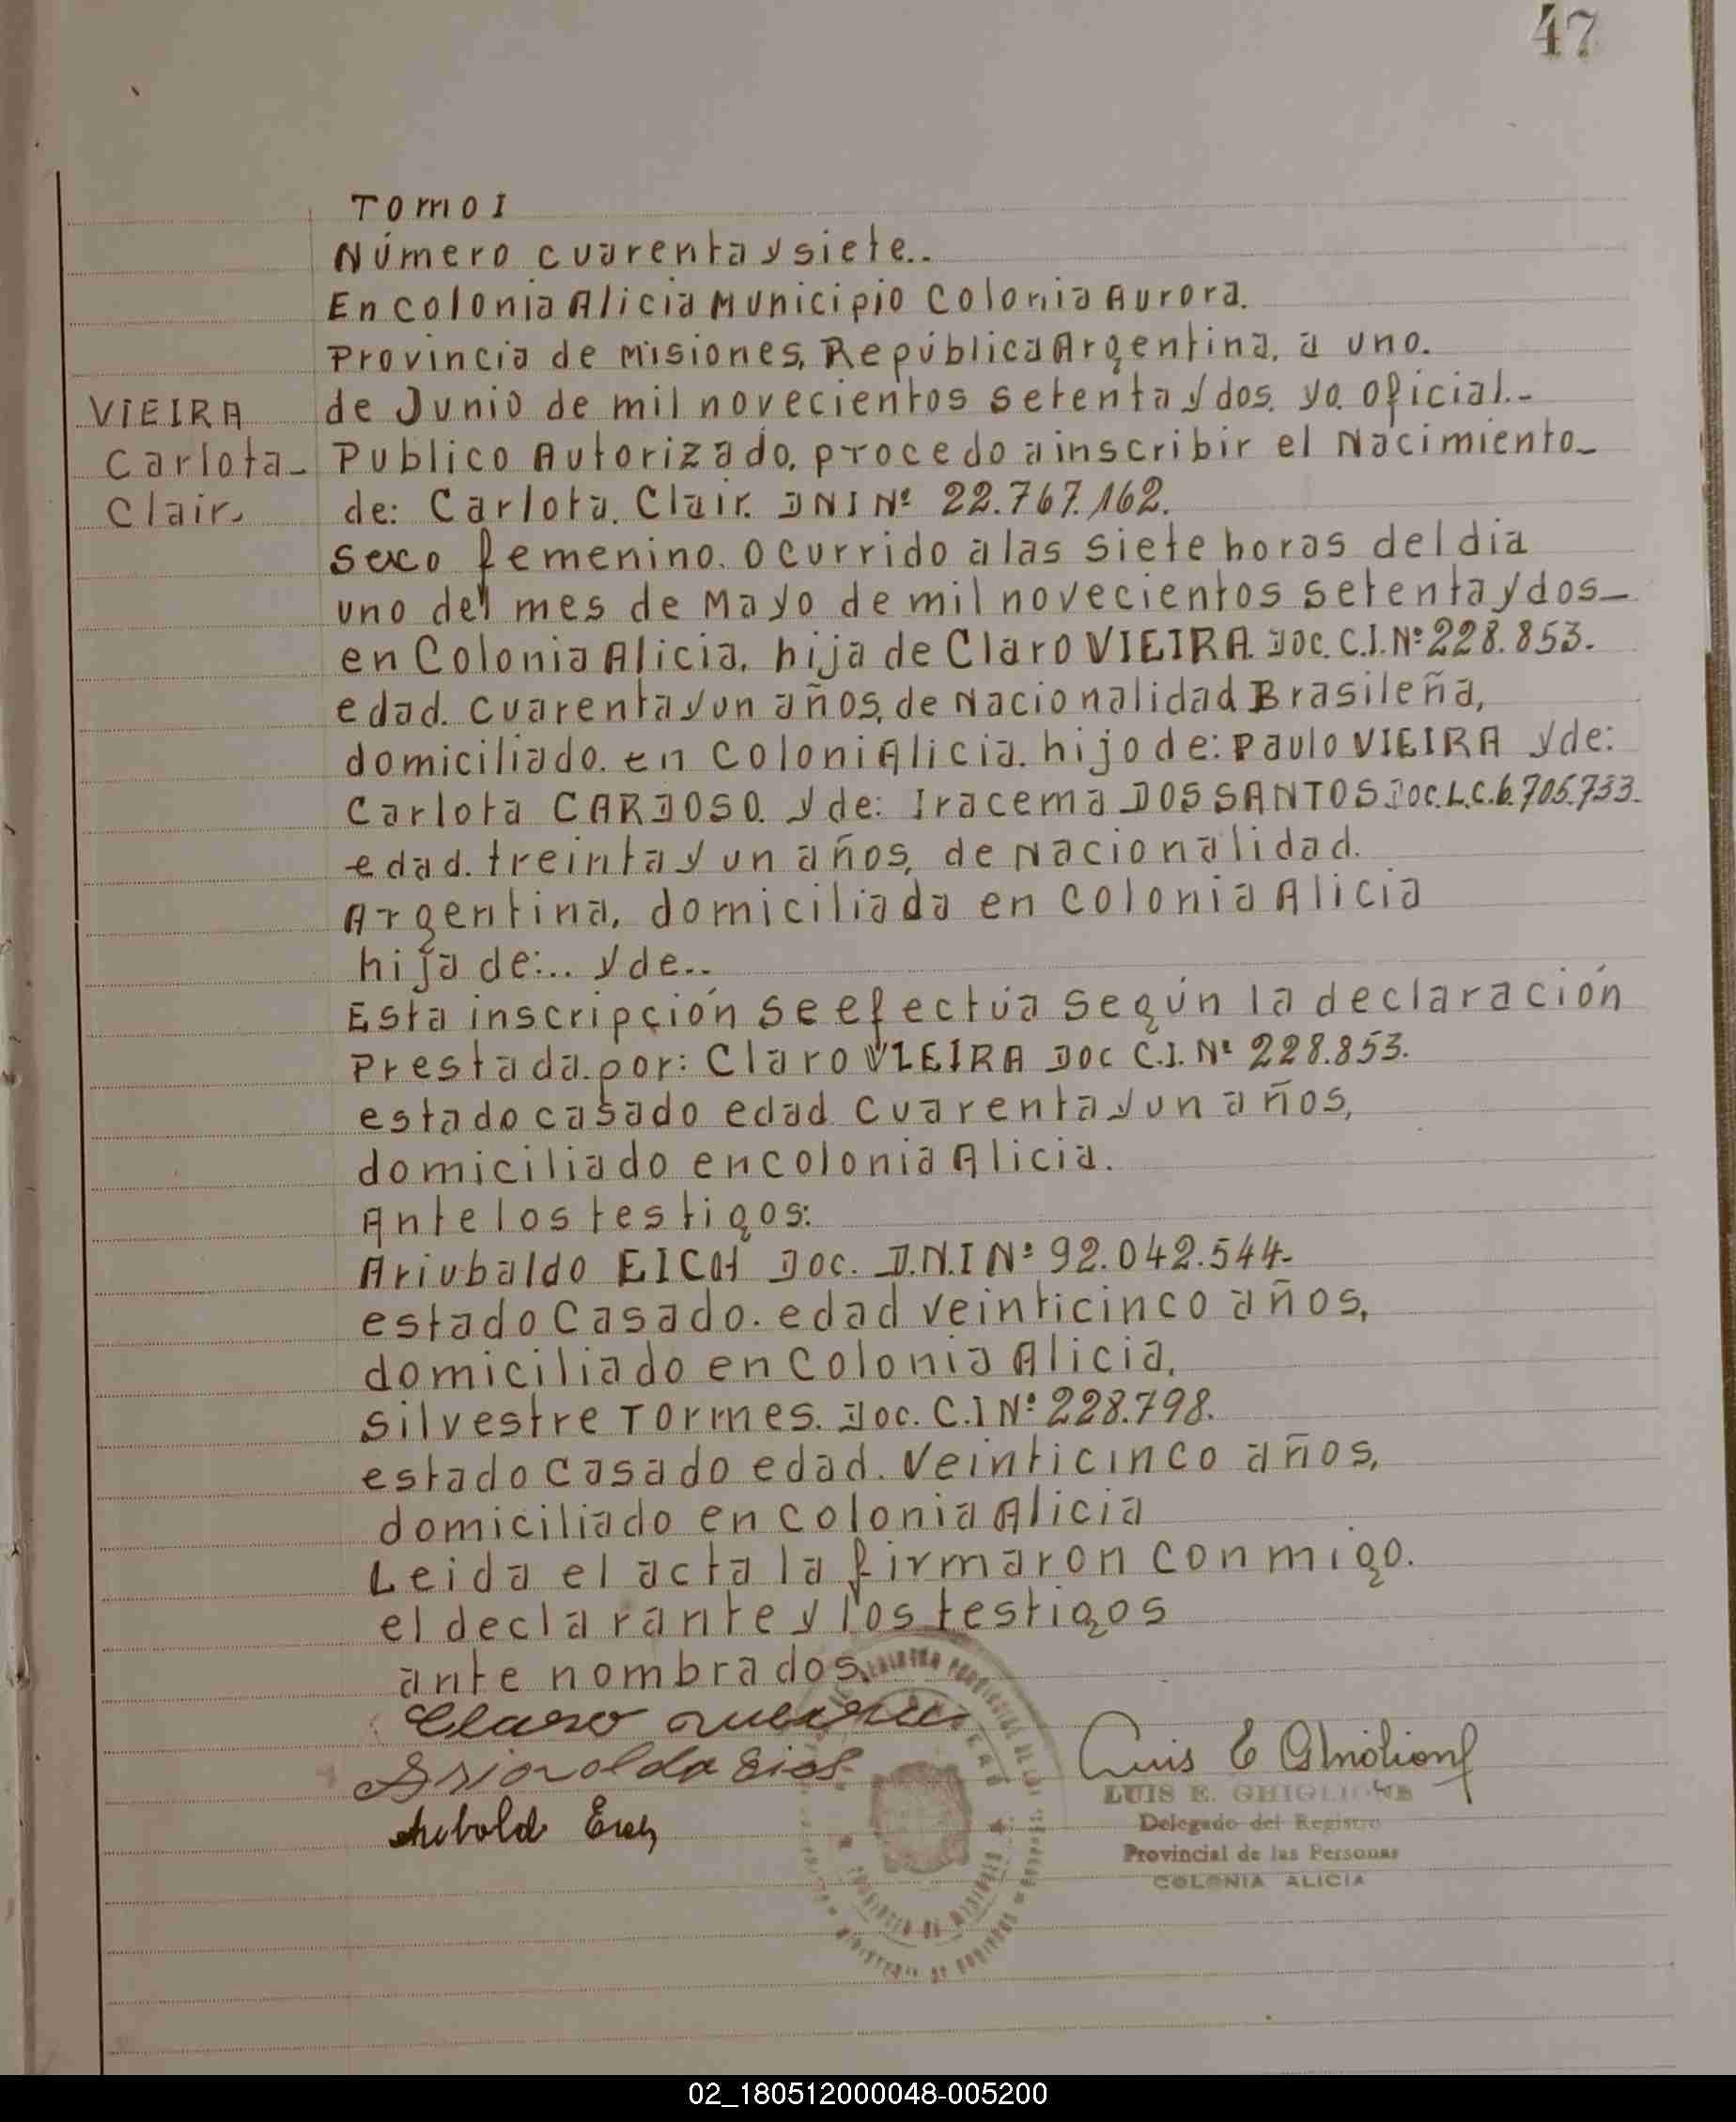 47
TOMO I
Número cuarenta y siete..
En colonia Alicia Municipio Colonia Aurora.
Provincia de Misiones, República Argentina, a uno.
VIEIRA
Carlota-
Clair,
de Junio de mil novecientos setenta y dos. yo. oficial.-
Publico Autorizado, procedo a inscribir el Nacimiento-
de: Carlota. Clair. DNI Nº 22.767.162.
sexo femenino. ocurrido a las siete horas del dia
uno del mes de Mayo de mil novecientos setenta y dos-
en Colonia Alicia, hija de Claro VIEIRA Doc. C.I. Nº 228.853.
edad. cuarenta y un años, de Nacionalidad Brasileña,
domiciliado. en Coloni Alicia. hijo de: Paulo VIEIRA y de:
Carlota CARDOSO. y de: Iracema DOS SANTOS Doc. L.C. 6.705.733.
edad. treinta y un años, de Nacionalidad.
Argentina, domiciliada en Colonia Alicia
hija de:.. y de..
Esta inscripción se efectúa según la declaración
Prestada. por: Claro VIEIRA Doc C.I. Nº 228.853.
estado casado edad cuarenta y un años,
domiciliado en colonia Alicia.
Ante los testigos:
Ariubaldo EICH Doc. D.N.I Nº 92.042.544-
estado Casado. edad veinticinco años,
domiciliado en Colonia Alicia,
Silvestre Tormes. Doc. C.I Nº 228.798.
estado casado edad. veinticinco años,
domiciliado en colonia Alicia
Leida el acta la firmaron conmigo.
el declarante y los testigos
ante nombrados.
Claro
Luis E Ghiglione
LUIS E. GHIGLIONE
Delegado del Registro
Provincial de las Personas
COLONIA ALICIA
PROVINCIA DE MISIONES
02_180512000048-005200